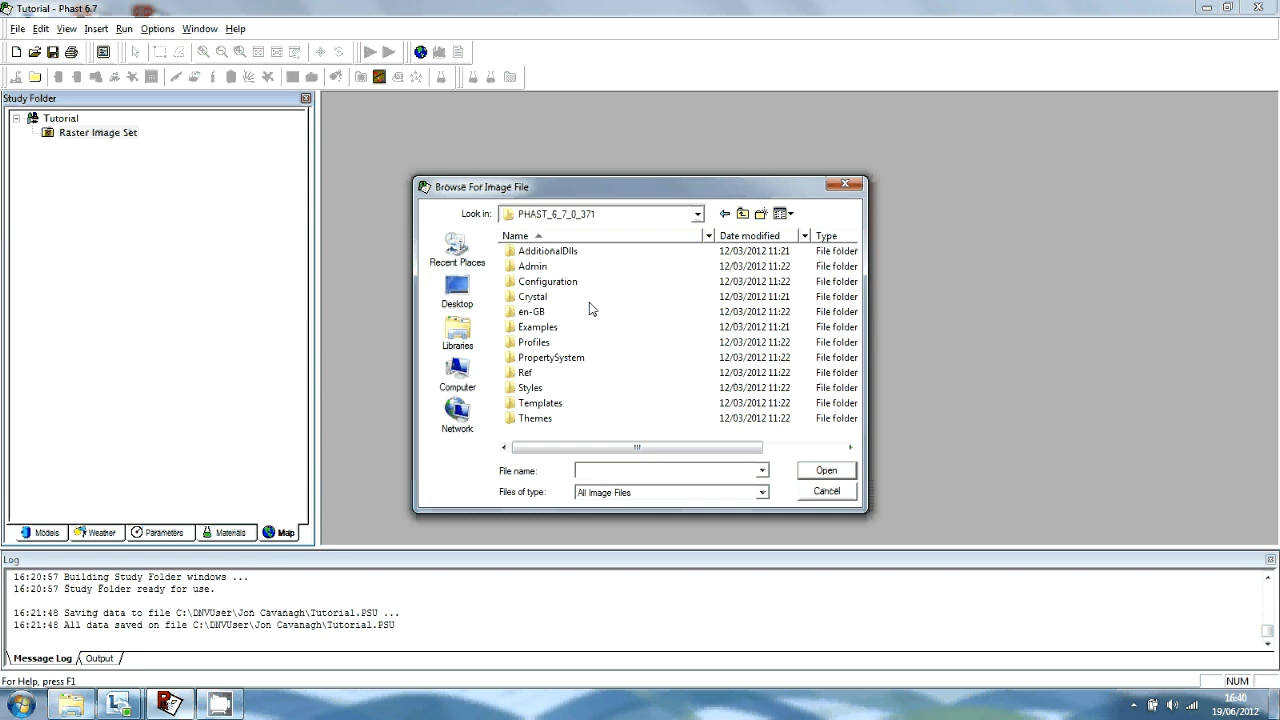 Tutorial - Phast 6.7
File Edit View Insert Run Options Window Help
Study Folder
Tutorial
Raster Image Set
Browse For Image File
Look in: PHAST_6_7_0_371
Name Date modified Type
AdditionalDlls 12/03/2012 11:21 File folder
Admin 12/03/2012 11:22 File folder
Configuration 12/03/2012 11:22 File folder
Crystal 12/03/2012 11:21 File folder
en-GB 12/03/2012 11:22 File folder
Examples 12/03/2012 11:21 File folder
Profiles 12/03/2012 11:22 File folder
PropertySystem 12/03/2012 11:22 File folder
Ref 12/03/2012 11:22 File folder
Styles 12/03/2012 11:22 File folder
Templates 12/03/2012 11:22 File folder
Themes 12/03/2012 11:22 File folder
Recent Places
Desktop
Libraries
Computer
Network
File name: Open
Files of type: All Image Files Cancel
Models Weather Parameters Materials Map
Log
16:20:57 Building Study Folder windows ...
16:20:57 Study Folder ready for use.
16:21:48 Saving data to file C:\DNVUser\Jon Cavanagh\Tutorial.PSU ...
16:21:48 All data saved on file C:\DNVUser\Jon Cavanagh\Tutorial.PSU
Message Log Output
For Help, press F1 NUM
16:40
19/06/2012